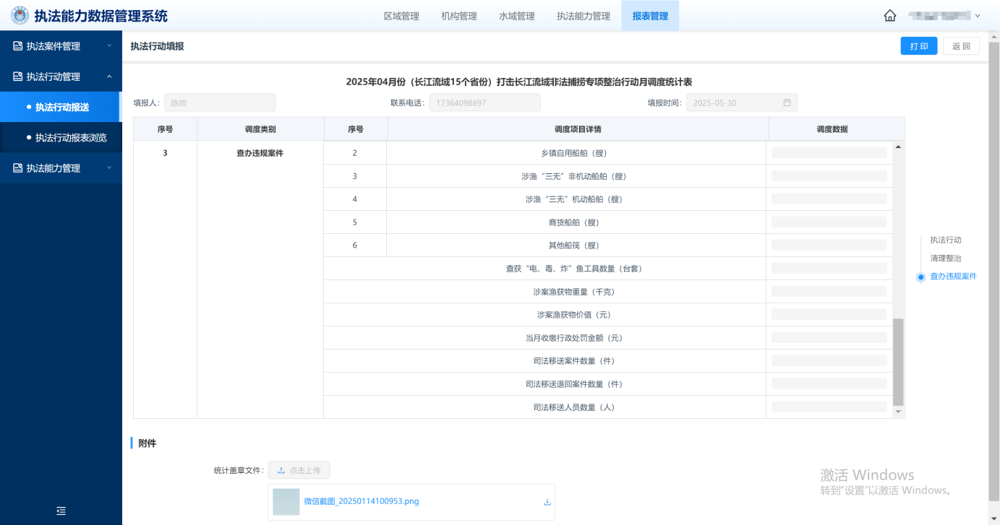 执法能力数据管理系统
区域管理 机构管理 水域管理 执法能力管理 报表管理
执法案件管理
执法行动管理
执法行动报送
执法行动报表浏览
执法能力管理
执法行动填报
打印 返回
2025年04月份（长江流域15个省份）打击长江流域非法捕捞专项整治行动月调度统计表
填报人： 陈帅 联系电话： 17364098897 填报时间： 2025-05-30
序号 调度类别 序号 调度项目详情 调度数据
3 查办违规案件 2 乡镇自用船舶（艘）
3 涉渔“三无”非机动船舶（艘）
4 涉渔“三无”机动船舶（艘）
5 商货船舶（艘）
6 其他船筏（艘）
查获“电、毒、炸”鱼工具数量（台套）
涉案渔获物重量（千克）
涉案渔获物价值（元）
当月收缴行政处罚金额（元）
司法移送案件数量（件）
司法移送退回案件数量（件）
司法移送人员数量（人）
执法行动
清理整治
查办违规案件
附件
统计盖章文件： 点击上传
微信截图_20250114100953.png
激活 Windows
转到“设置”以激活 Windows。